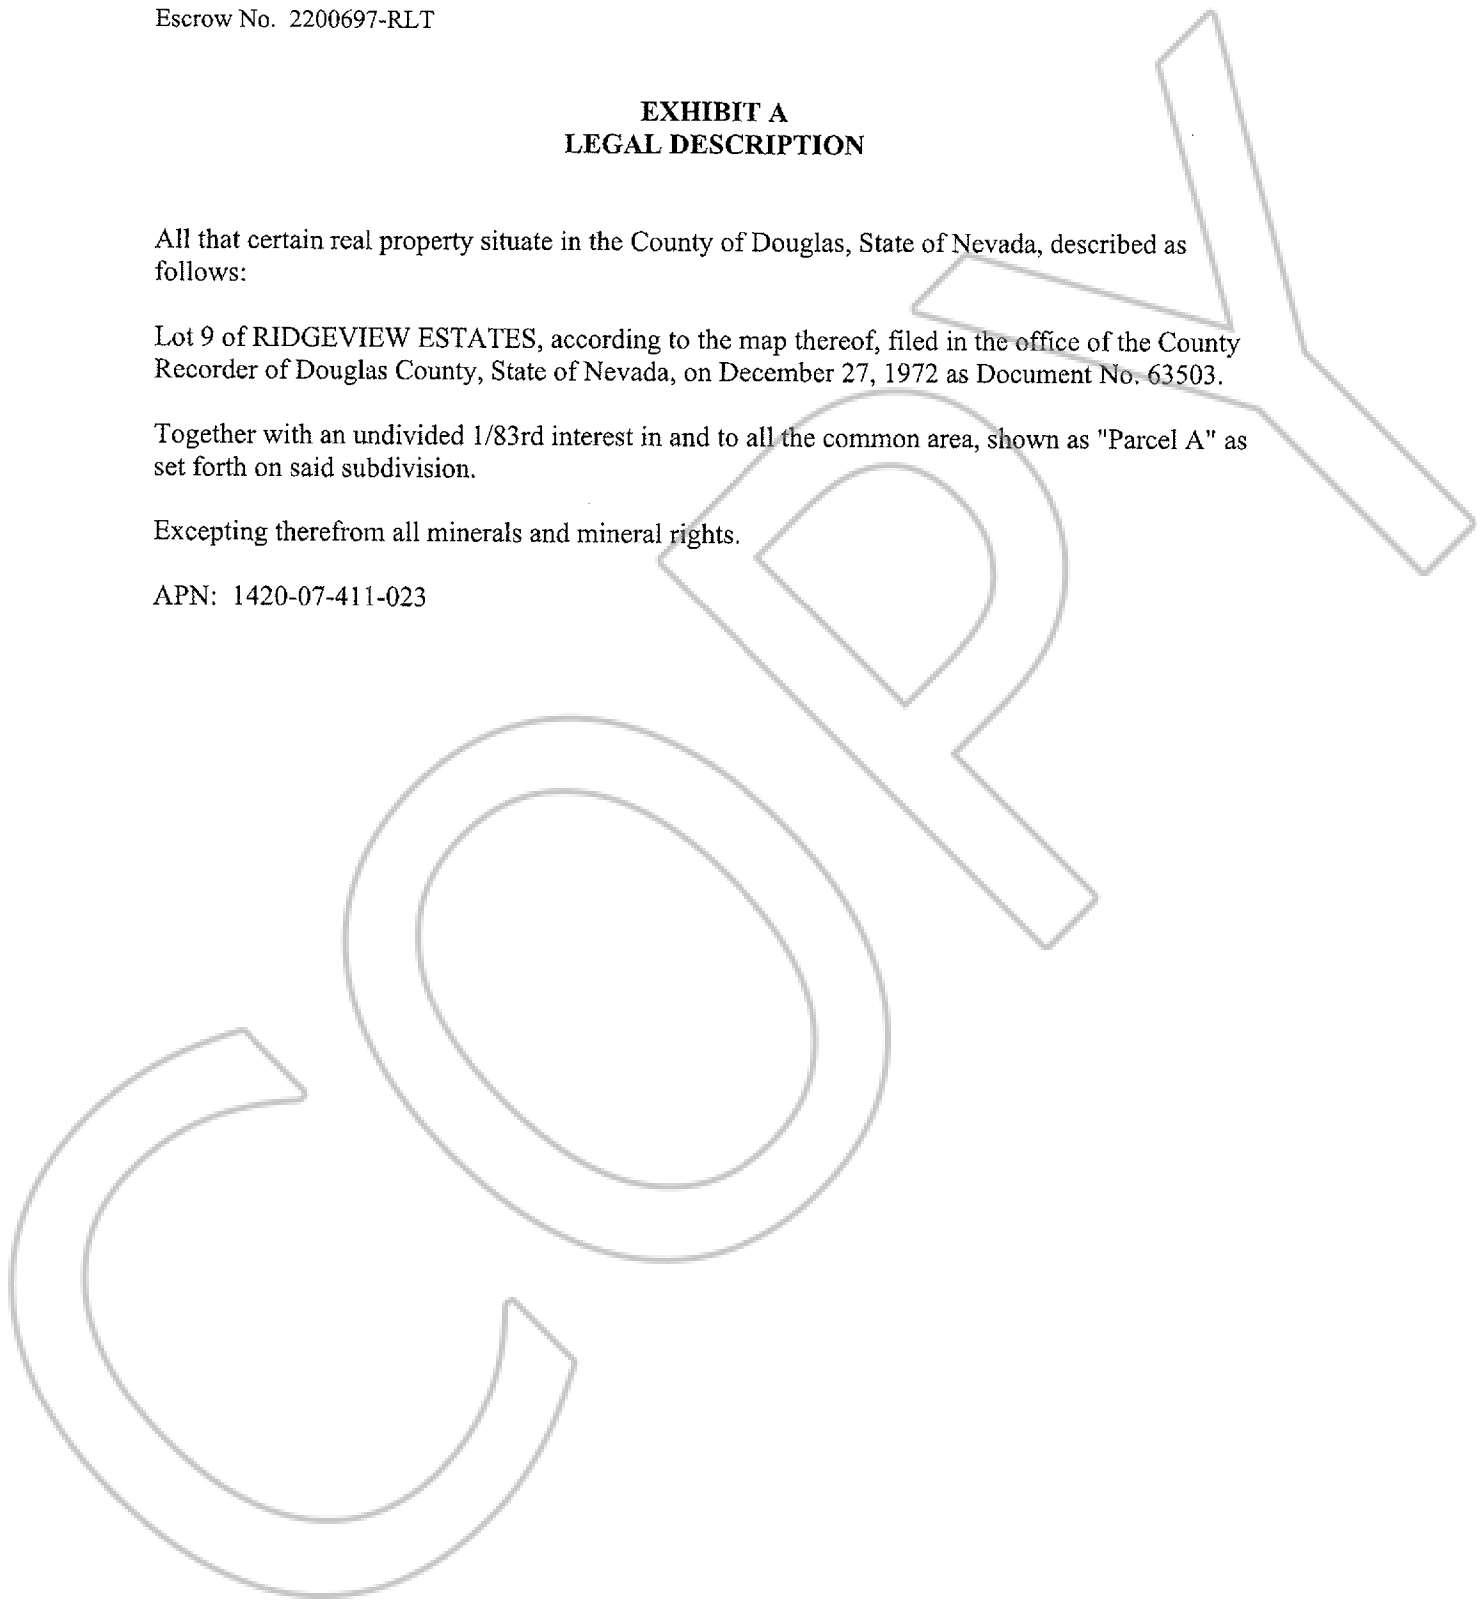 Escrow No. 2200697-RLT
EXHIBIT A
LEGAL DESCRIPTION
All that certain real property situate in the County of Douglas, State of Nevada, described as
follows:
Lot 9 of RIDGEVIEW ESTATES, according to the map thereof, filed in the office of the County
Recorder of Douglas County, State of Nevada, on December 27, 1972 as Document No. 63503.
Together with an undivided 1/83rd interest in and to all the common area, shown as "Parcel A" as
set forth on said subdivision.
Excepting therefrom all minerals and mineral rights.
APN: 1420-07-411-023
COPY